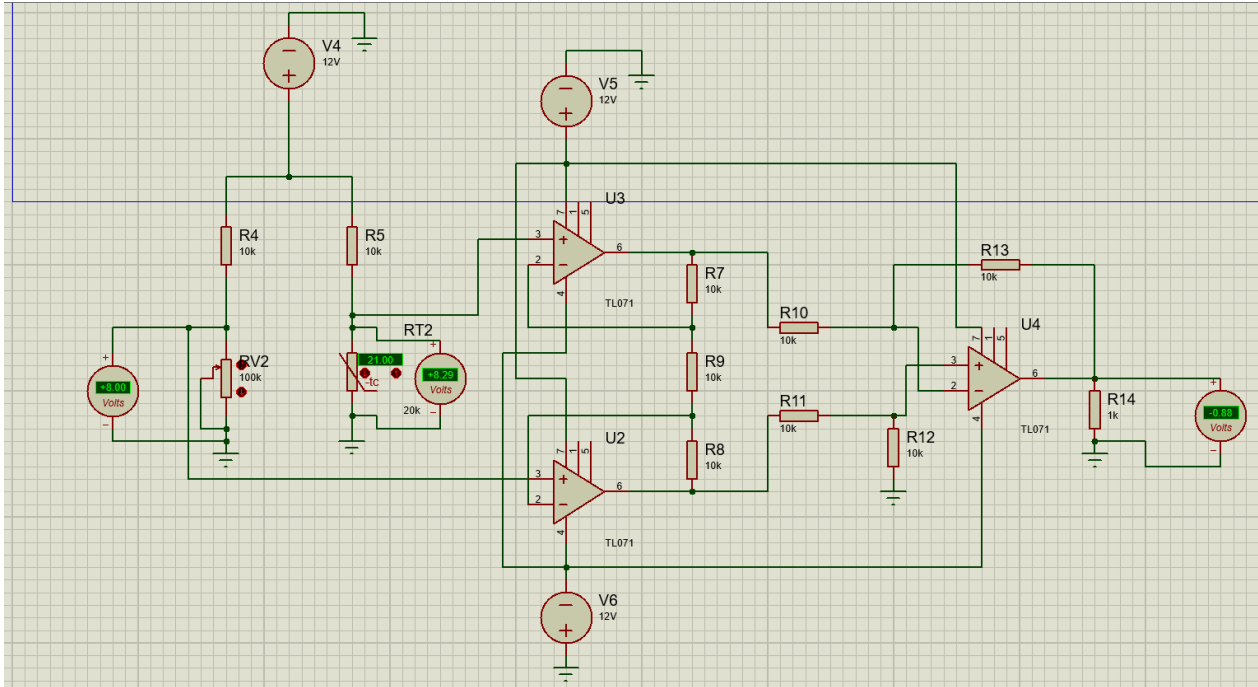 V4
12V
V5
12V
U3
7
1
5
3
2
6
4
TL071
R4
10k
R5
10k
R7
10k
R13
10k
R10
10k
U4
7
1
5
3
2
6
4
TL071
RT2
21.00
-tc
20k
+8.29
Volts
RV2
100k
+8.00
Volts
R9
10k
R11
10k
R12
10k
R14
1k
-0.88
Volts
U2
7
1
5
3
2
6
4
TL071
R8
10k
V6
12V